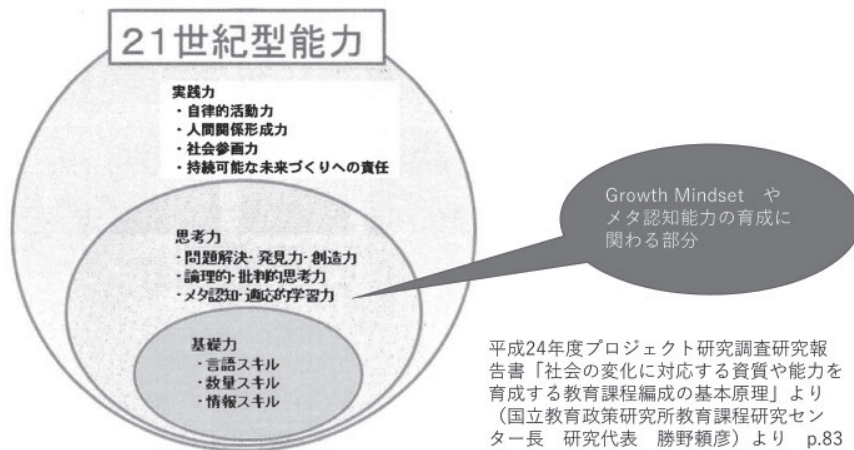 21世紀型能力
実践力
・自律的活動力
・人間関係形成力
・社会参画力
・持続可能な未来づくりへの責任
思考力
・問題解決・発見力・創造力
・論理的・批判的思考力
・メタ認知・適応的学習力
基礎力
・言語スキル
・数量スキル
・情報スキル
Growth Mindset　や
メタ認知能力の育成に
関わる部分
平成24年度プロジェクト研究調査研究報
告書「社会の変化に対応する資質や能力を
育成する教育課程編成の基本原理」より
（国立教育政策研究所教育課程研究セン
ター長　研究代表　勝野頼彦）より　p.83